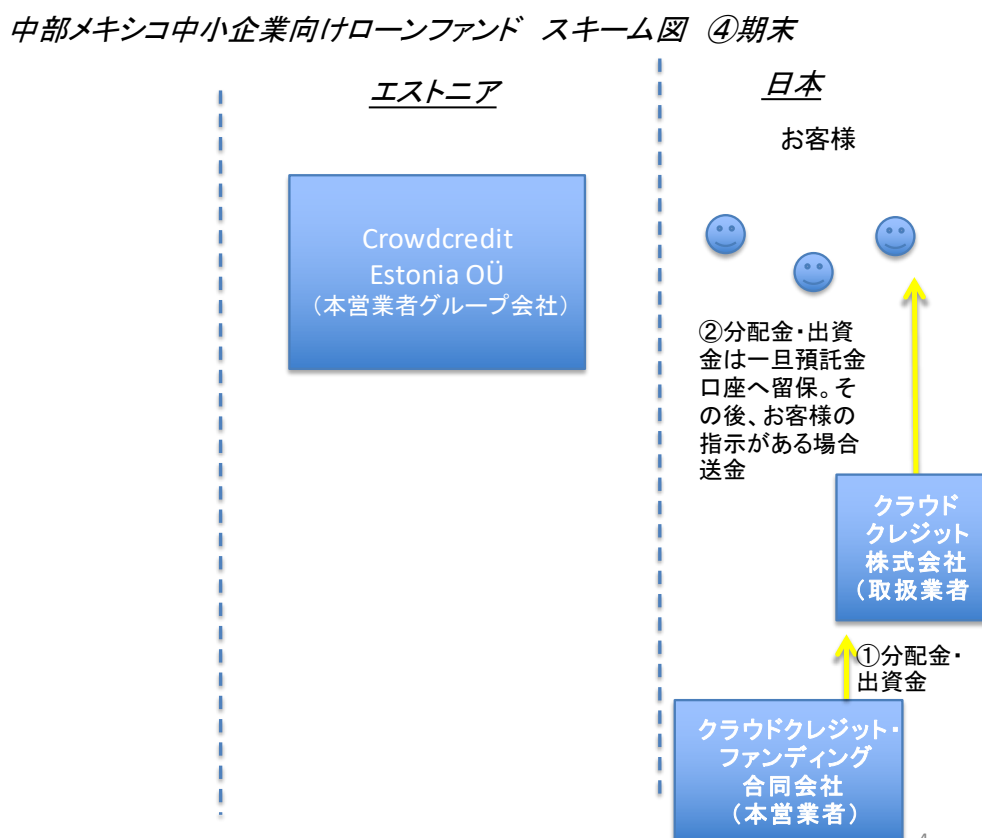 中部メキシコ中小企業向けローンファンド スキーム図 ④期末
エストニア
日本
お客様
Crowdcredit
Estonia OÜ
（本営業者グループ会社）
②分配金・出資
金は一旦預託金
口座へ留保。そ
の後、お客様の
指示がある場合
送金
クラウド
クレジット
株式会社
（取扱業者
①分配金・
出資金
クラウドクレジット・
ファンディング
合同会社
（本営業者）